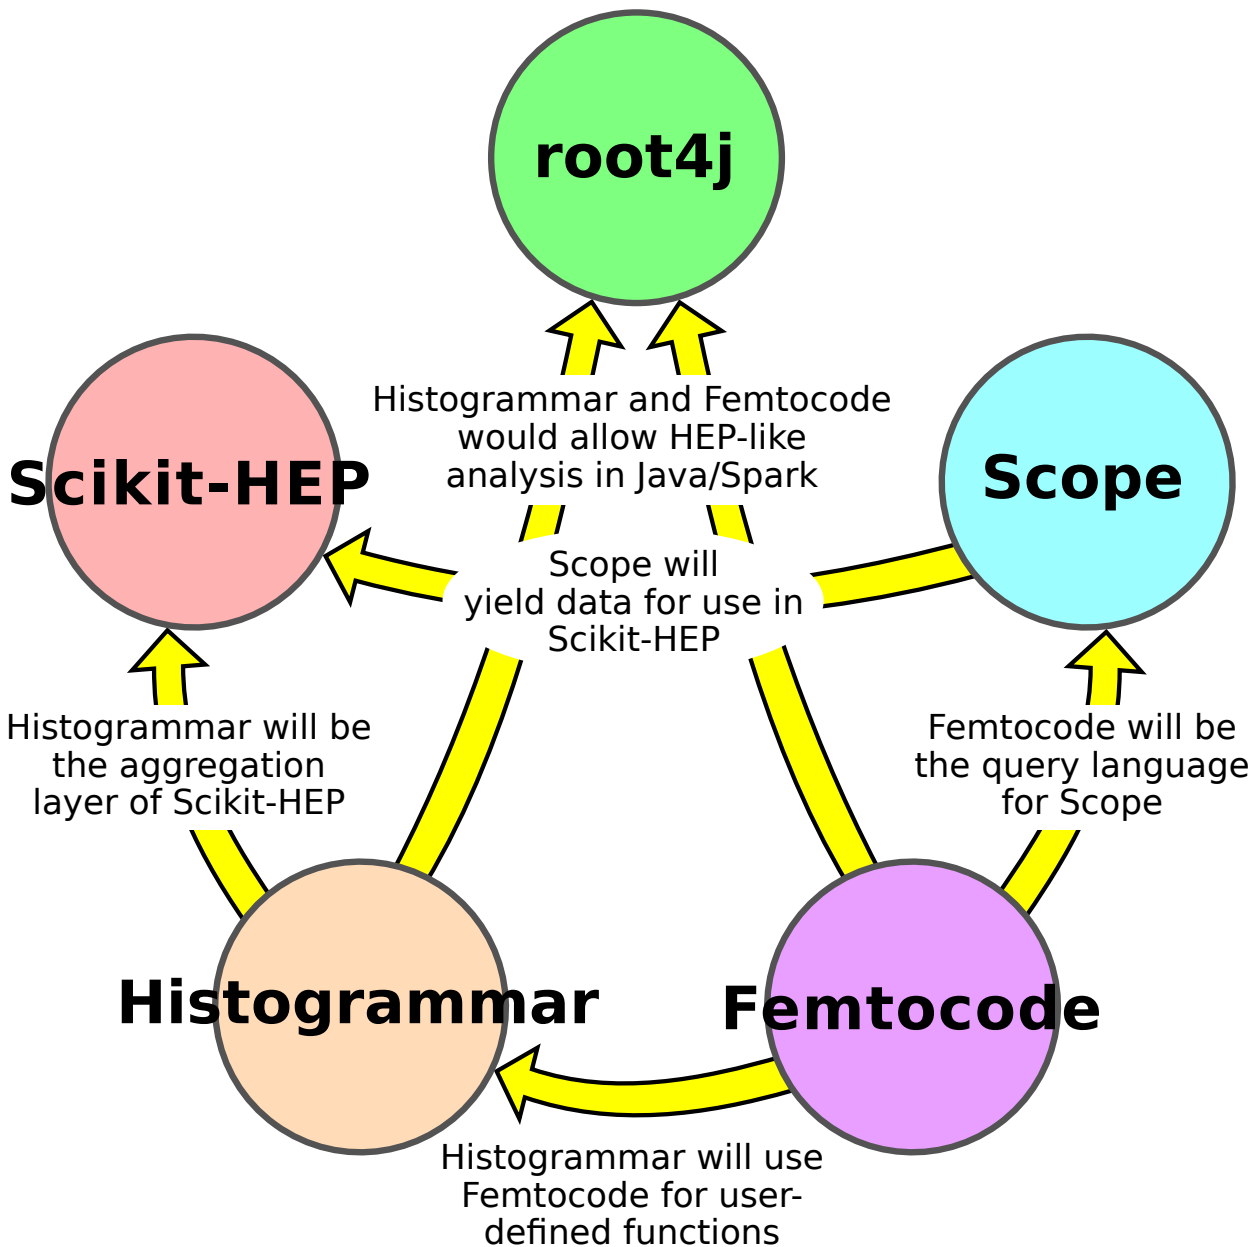 root4j
Histogrammar and Femtocode
would allow HEP-like
analysis in Java/Spark
Scikit-HEP
Scope
Scope will
yield data for use in
Scikit-HEP
Histogrammar will be
the aggregation
layer of Scikit-HEP
Femtocode will be
the query language
for Scope
Histogrammar
Femtocode
Histogrammar will use
Femtocode for user-
defined functions